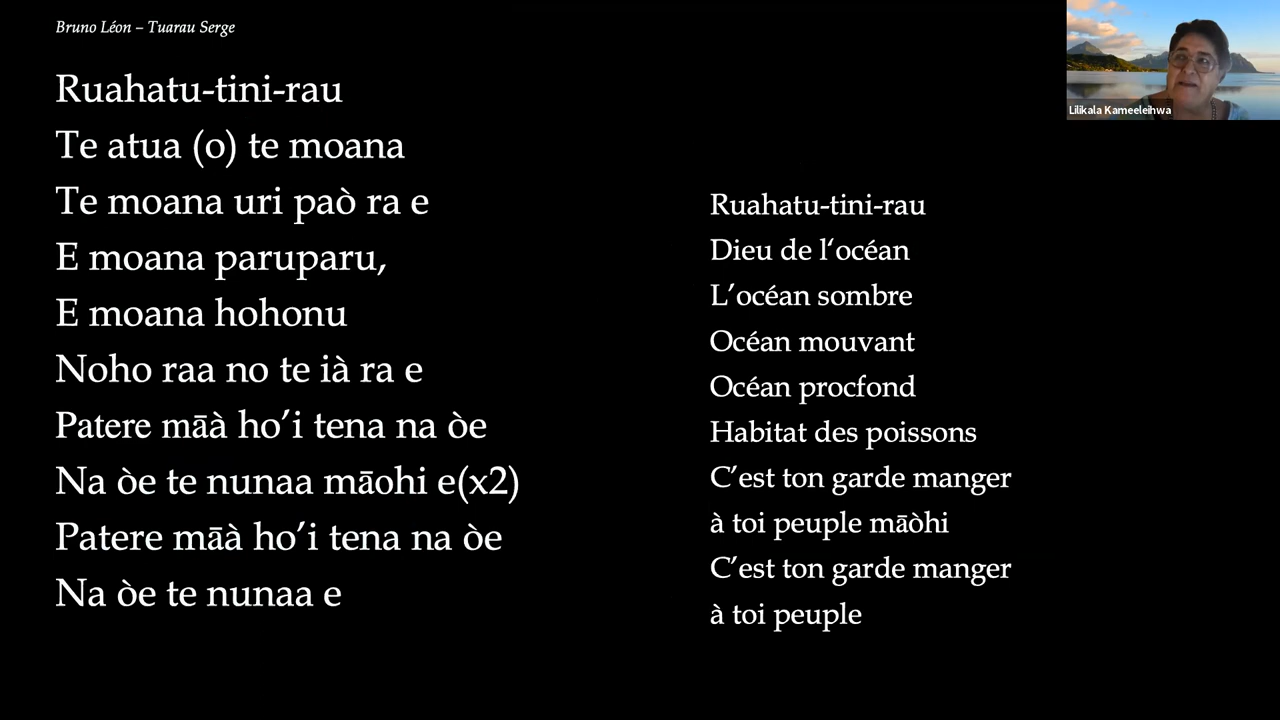 Bruno Léon – Tuarau Serge
Ruahatu-tini-rau
Te atua (o) te moana
Te moana uri paò ra e
E moana paruparu,
E moana hohonu
Noho raa no te ià ra e
Patere māà ho’i tena na òe
Na òe te nunaa māohi e(x2)
Patere māà ho’i tena na òe
Na òe te nunaa e
Ruahatu-tini-rau
Dieu de l‘océan
L’océan sombre
Océan mouvant
Océan procfond
Habitat des poissons
C’est ton garde manger
à toi peuple māòhi
C’est ton garde manger
à toi peuple
Lilikala Kameeleihwa